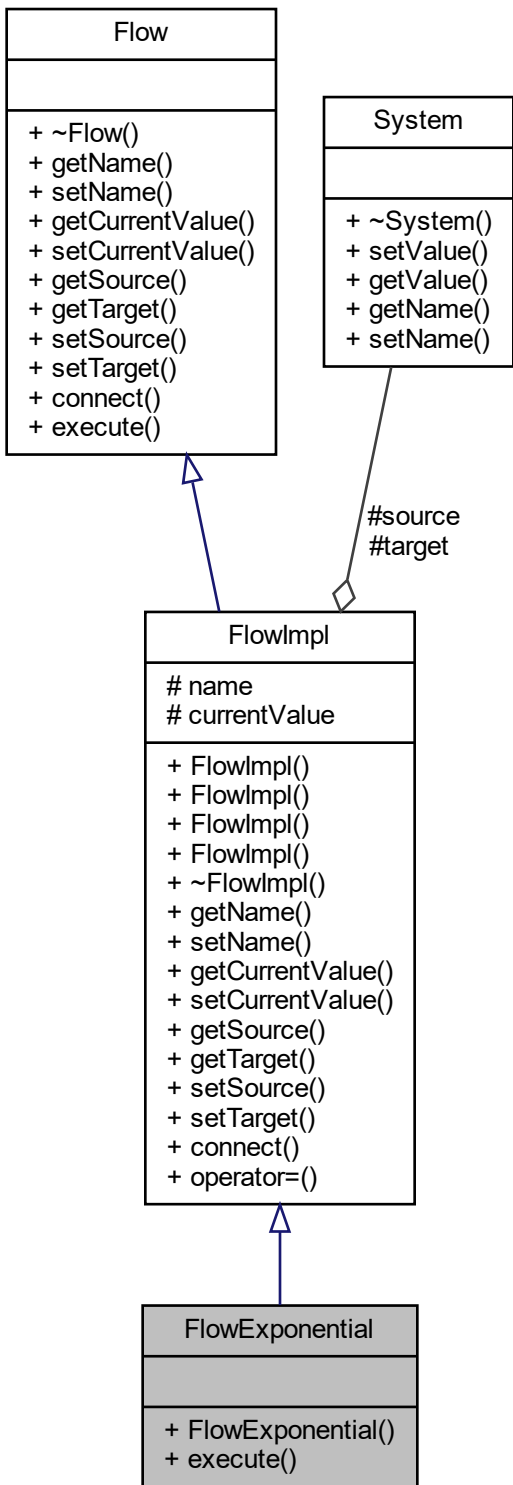 Flow
+ ~Flow()
+ getName()
+ setName()
+ getCurrentValue()
+ setCurrentValue()
+ getSource()
+ getTarget()
+ setSource()
+ setTarget()
+ connect()
+ execute()
System
+ ~System()
+ setValue()
+ getValue()
+ getName()
+ setName()
#source
#target
FlowImpl
# name
# currentValue
+ FlowImpl()
+ FlowImpl()
+ FlowImpl()
+ FlowImpl()
+ ~FlowImpl()
+ getName()
+ setName()
+ getCurrentValue()
+ setCurrentValue()
+ getSource()
+ getTarget()
+ setSource()
+ setTarget()
+ connect()
+ operator=()
FlowExponential
+ FlowExponential()
+ execute()